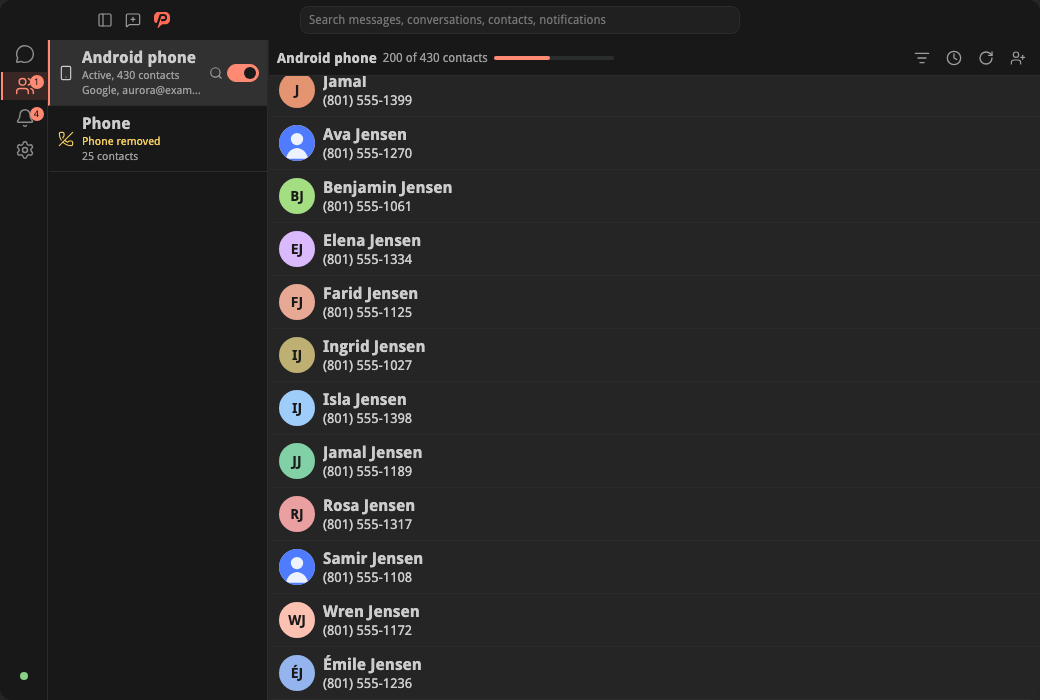 Search messages, conversations, contacts, notifications
1
4
Android phone
Active, 430 contacts
Google, aurora@exam...
Phone
Phone removed
25 contacts
Android phone 200 of 430 contacts
J
Jamal
(801) 555-1399
Ava Jensen
(801) 555-1270
BJ
Benjamin Jensen
(801) 555-1061
EJ
Elena Jensen
(801) 555-1334
FJ
Farid Jensen
(801) 555-1125
IJ
Ingrid Jensen
(801) 555-1027
IJ
Isla Jensen
(801) 555-1398
JJ
Jamal Jensen
(801) 555-1189
RJ
Rosa Jensen
(801) 555-1317
Samir Jensen
(801) 555-1108
WJ
Wren Jensen
(801) 555-1172
ÉJ
Émile Jensen
(801) 555-1236